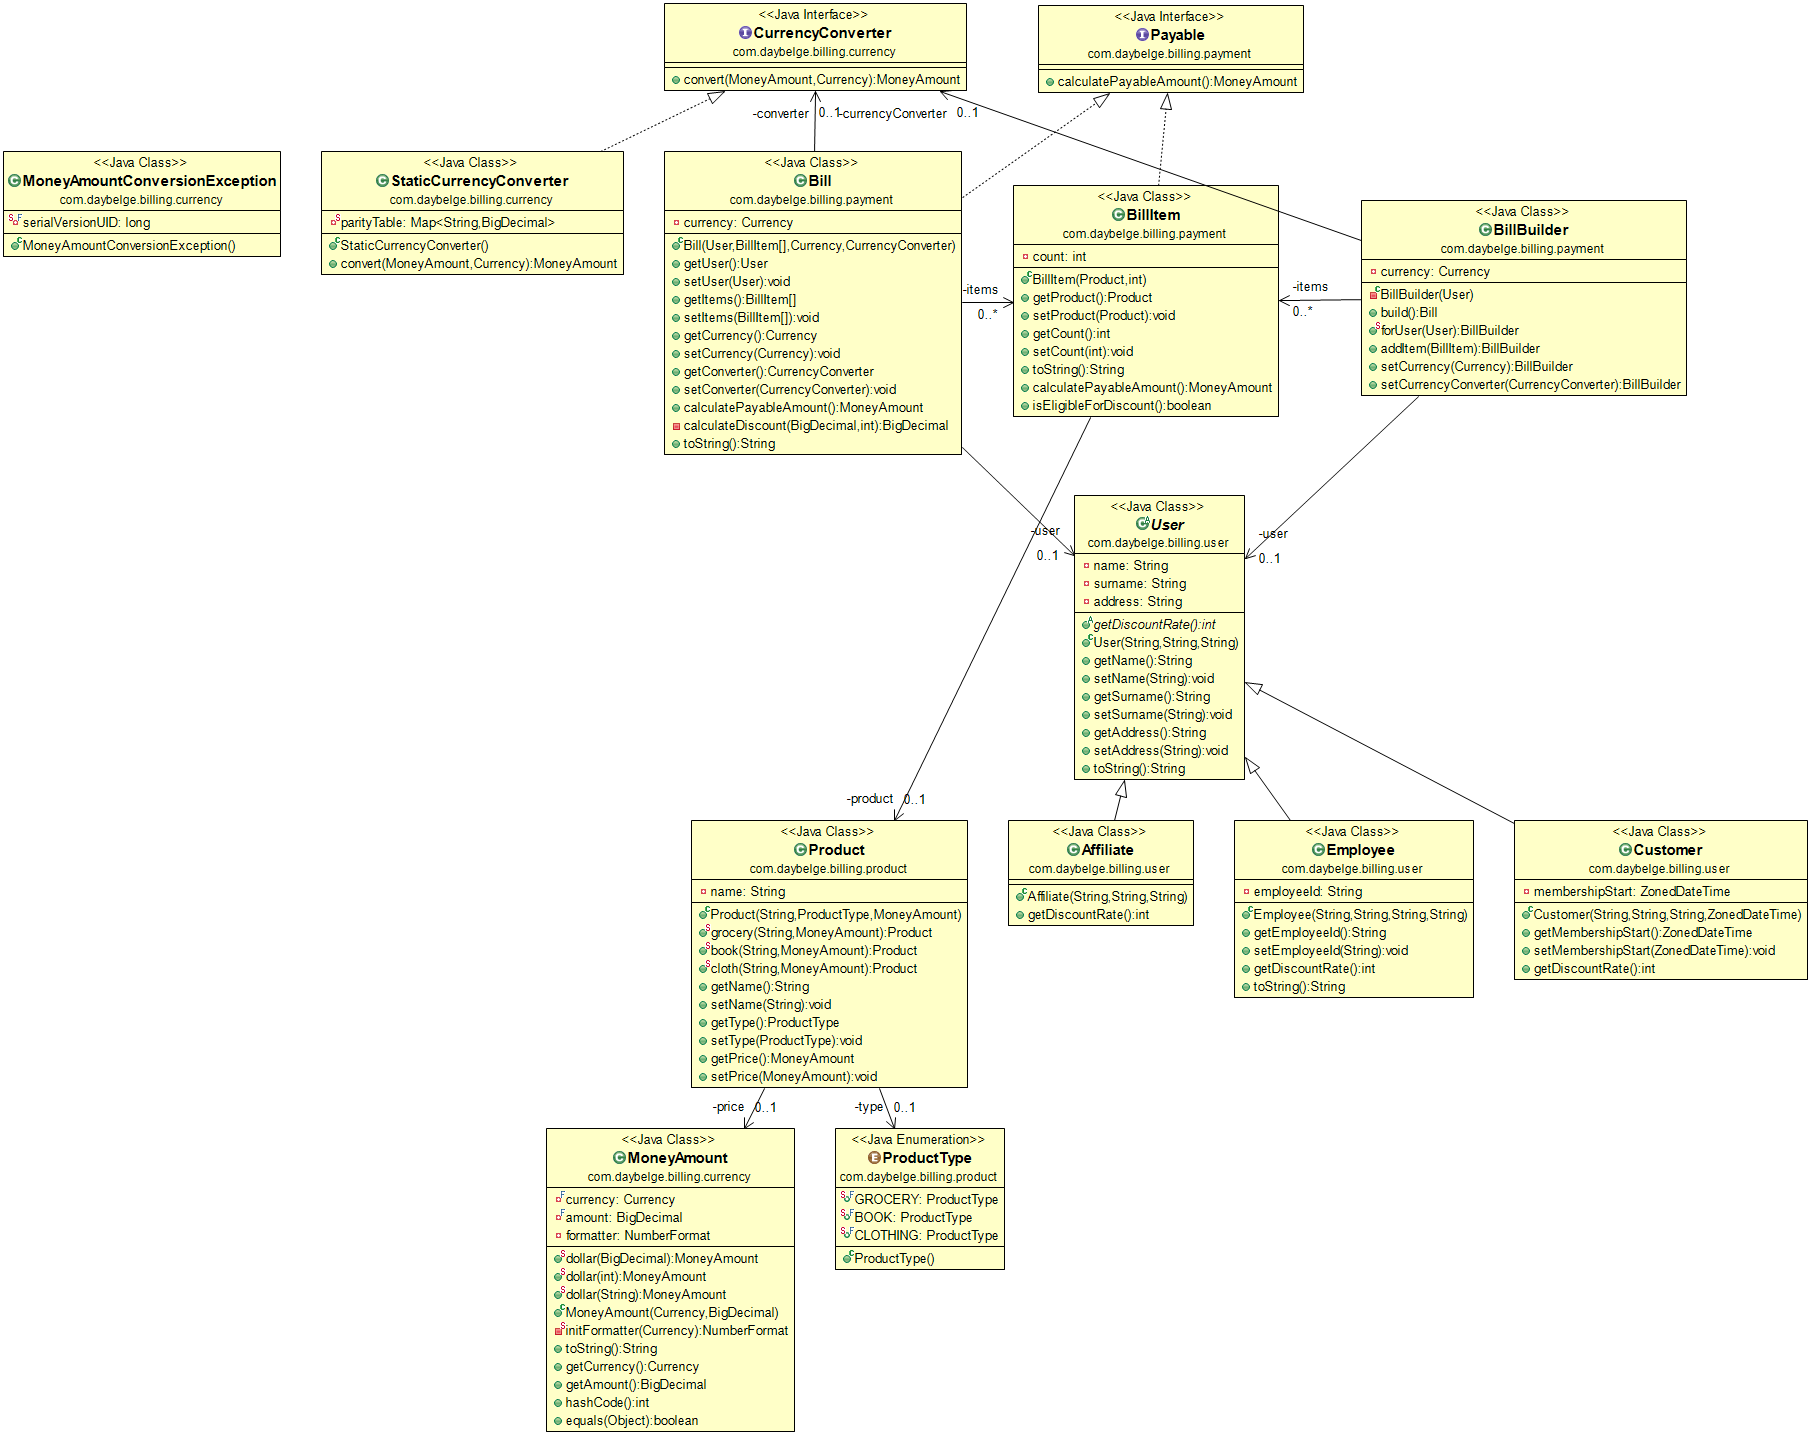 <<Java Interface>>
CurrencyConverter
com.daybelge.billing.currency
convert(MoneyAmount,Currency):MoneyAmount
<<Java Interface>>
Payable
com.daybelge.billing.payment
calculatePayableAmount():MoneyAmount
-converter 0..1
-currencyConverter 0..1
<<Java Class>>
MoneyAmountConversionException
com.daybelge.billing.currency
serialVersionUID: long
MoneyAmountConversionException()
<<Java Class>>
StaticCurrencyConverter
com.daybelge.billing.currency
parityTable: Map<String,BigDecimal>
StaticCurrencyConverter()
convert(MoneyAmount,Currency):MoneyAmount
<<Java Class>>
Bill
com.daybelge.billing.payment
currency: Currency
Bill(User,BillItem[],Currency,CurrencyConverter)
getUser():User
setUser(User):void
getItems():BillItem[]
setItems(BillItem[]):void
getCurrency():Currency
setCurrency(Currency):void
getConverter():CurrencyConverter
setConverter(CurrencyConverter):void
calculatePayableAmount():MoneyAmount
calculateDiscount(BigDecimal,int):BigDecimal
toString():String
-items
0..*
<<Java Class>>
BillItem
com.daybelge.billing.payment
count: int
BillItem(Product,int)
getProduct():Product
setProduct(Product):void
getCount():int
setCount(int):void
toString():String
calculatePayableAmount():MoneyAmount
isEligibleForDiscount():boolean
-items
0..*
<<Java Class>>
BillBuilder
com.daybelge.billing.payment
currency: Currency
BillBuilder(User)
build():Bill
forUser(User):BillBuilder
addItem(BillItem):BillBuilder
setCurrency(Currency):BillBuilder
setCurrencyConverter(CurrencyConverter):BillBuilder
-user
0..1
-user
0..1
<<Java Class>>
User
com.daybelge.billing.user
name: String
surname: String
address: String
getDiscountRate():int
User(String,String,String)
getName():String
setName(String):void
getSurname():String
setSurname(String):void
getAddress():String
setAddress(String):void
toString():String
-product 0..1
<<Java Class>>
Product
com.daybelge.billing.product
name: String
Product(String,ProductType,MoneyAmount)
grocery(String,MoneyAmount):Product
book(String,MoneyAmount):Product
cloth(String,MoneyAmount):Product
getName():String
setName(String):void
getType():ProductType
setType(ProductType):void
getPrice():MoneyAmount
setPrice(MoneyAmount):void
<<Java Class>>
Affiliate
com.daybelge.billing.user
Affiliate(String,String,String)
getDiscountRate():int
<<Java Class>>
Employee
com.daybelge.billing.user
employeeId: String
Employee(String,String,String,String)
getEmployeeId():String
setEmployeeId(String):void
getDiscountRate():int
toString():String
<<Java Class>>
Customer
com.daybelge.billing.user
membershipStart: ZonedDateTime
Customer(String,String,String,ZonedDateTime)
getMembershipStart():ZonedDateTime
setMembershipStart(ZonedDateTime):void
getDiscountRate():int
-price 0..1
-type 0..1
<<Java Class>>
MoneyAmount
com.daybelge.billing.currency
currency: Currency
amount: BigDecimal
formatter: NumberFormat
dollar(BigDecimal):MoneyAmount
dollar(int):MoneyAmount
dollar(String):MoneyAmount
MoneyAmount(Currency,BigDecimal)
initFormatter(Currency):NumberFormat
toString():String
getCurrency():Currency
getAmount():BigDecimal
hashCode():int
equals(Object):boolean
<<Java Enumeration>>
ProductType
com.daybelge.billing.product
GROCERY: ProductType
BOOK: ProductType
CLOTHING: ProductType
ProductType()